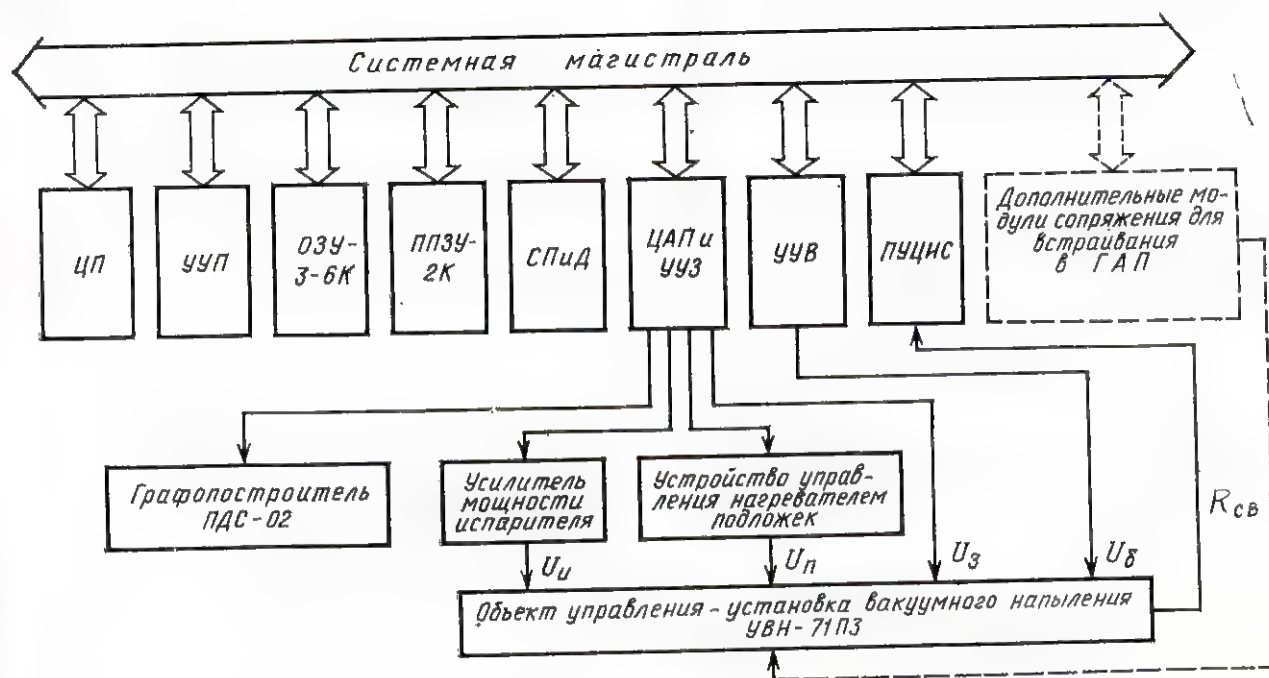 Системная магистраль
ЦП
УУП
ОЗУ-
3-6К
ППЗУ-
2К
СПиД
ЦАП и
УУЗ
УУВ
ПУЦНС
Дополнительные мо-
дули сопряжения для
встраивания
в ГАП
Графопостроитель
ПДС-02
Усилитель
мощности
испарителя
Устройство управ-
ления нагревателем
подложек
Rсв
Uи
Uп
Uз
Uб
Объект управления - установка вакуумного напыления
УВН-71П3